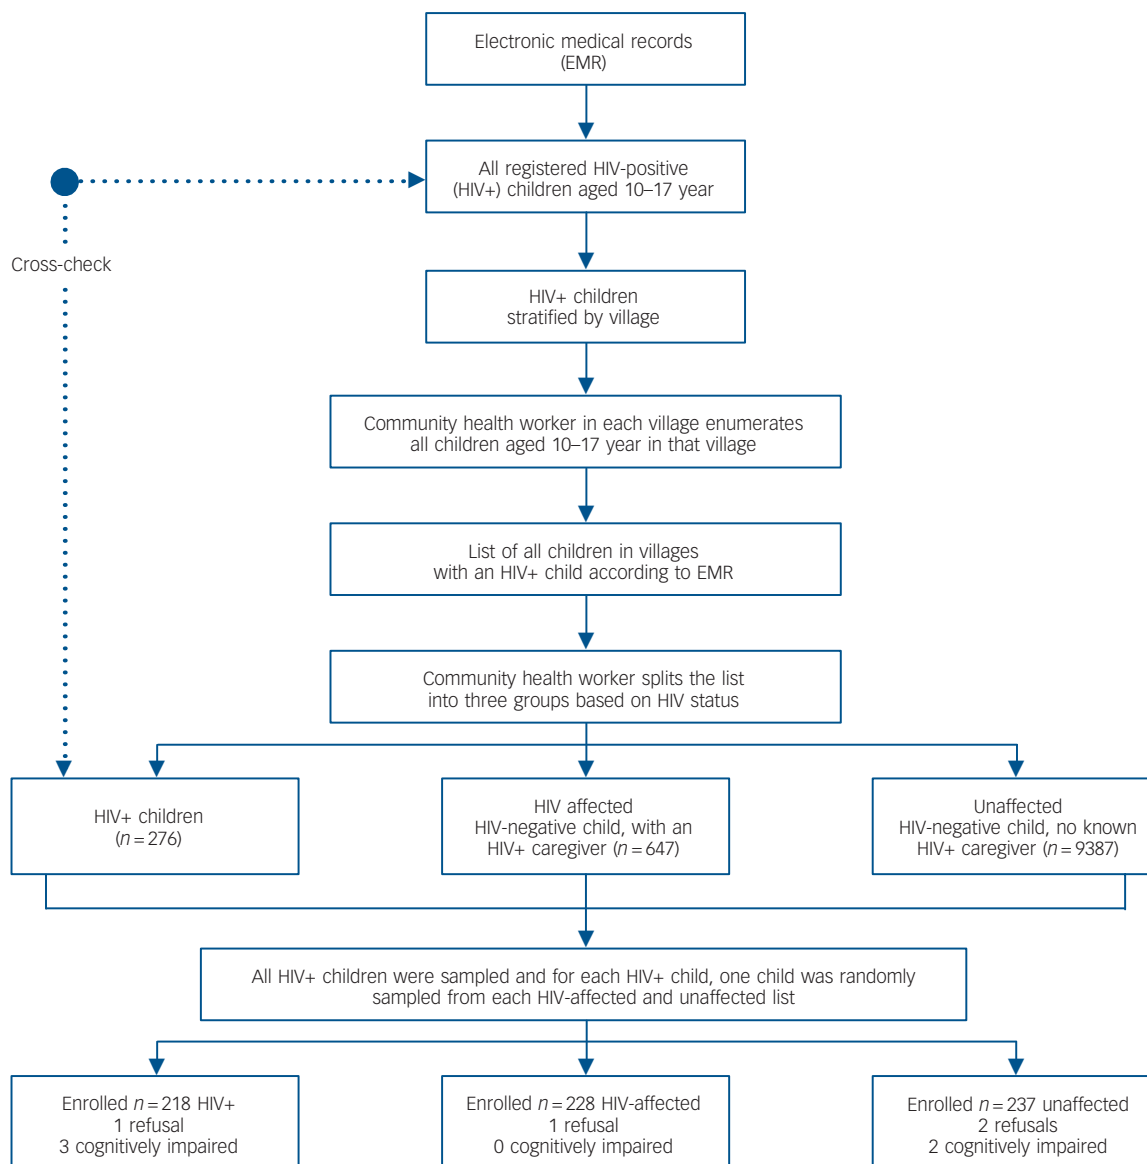 Electronic medical records
(EMR)
All registered HIV-positive
(HIV+) children aged 10–17 year
Cross-check
HIV+ children
stratified by village
Community health worker in each village enumerates
all children aged 10–17 year in that village
List of all children in villages
with an HIV+ child according to EMR
Community health worker splits the list
into three groups based on HIV status
HIV+ children
(n = 276)
HIV affected
HIV-negative child, with an
HIV+ caregiver (n = 647)
Unaffected
HIV-negative child, no known
HIV+ caregiver (n = 9387)
All HIV+ children were sampled and for each HIV+ child, one child was randomly
sampled from each HIV-affected and unaffected list
Enrolled n = 218 HIV+
1 refusal
3 cognitively impaired
Enrolled n = 228 HIV-affected
1 refusal
0 cognitively impaired
Enrolled n = 237 unaffected
2 refusals
2 cognitively impaired